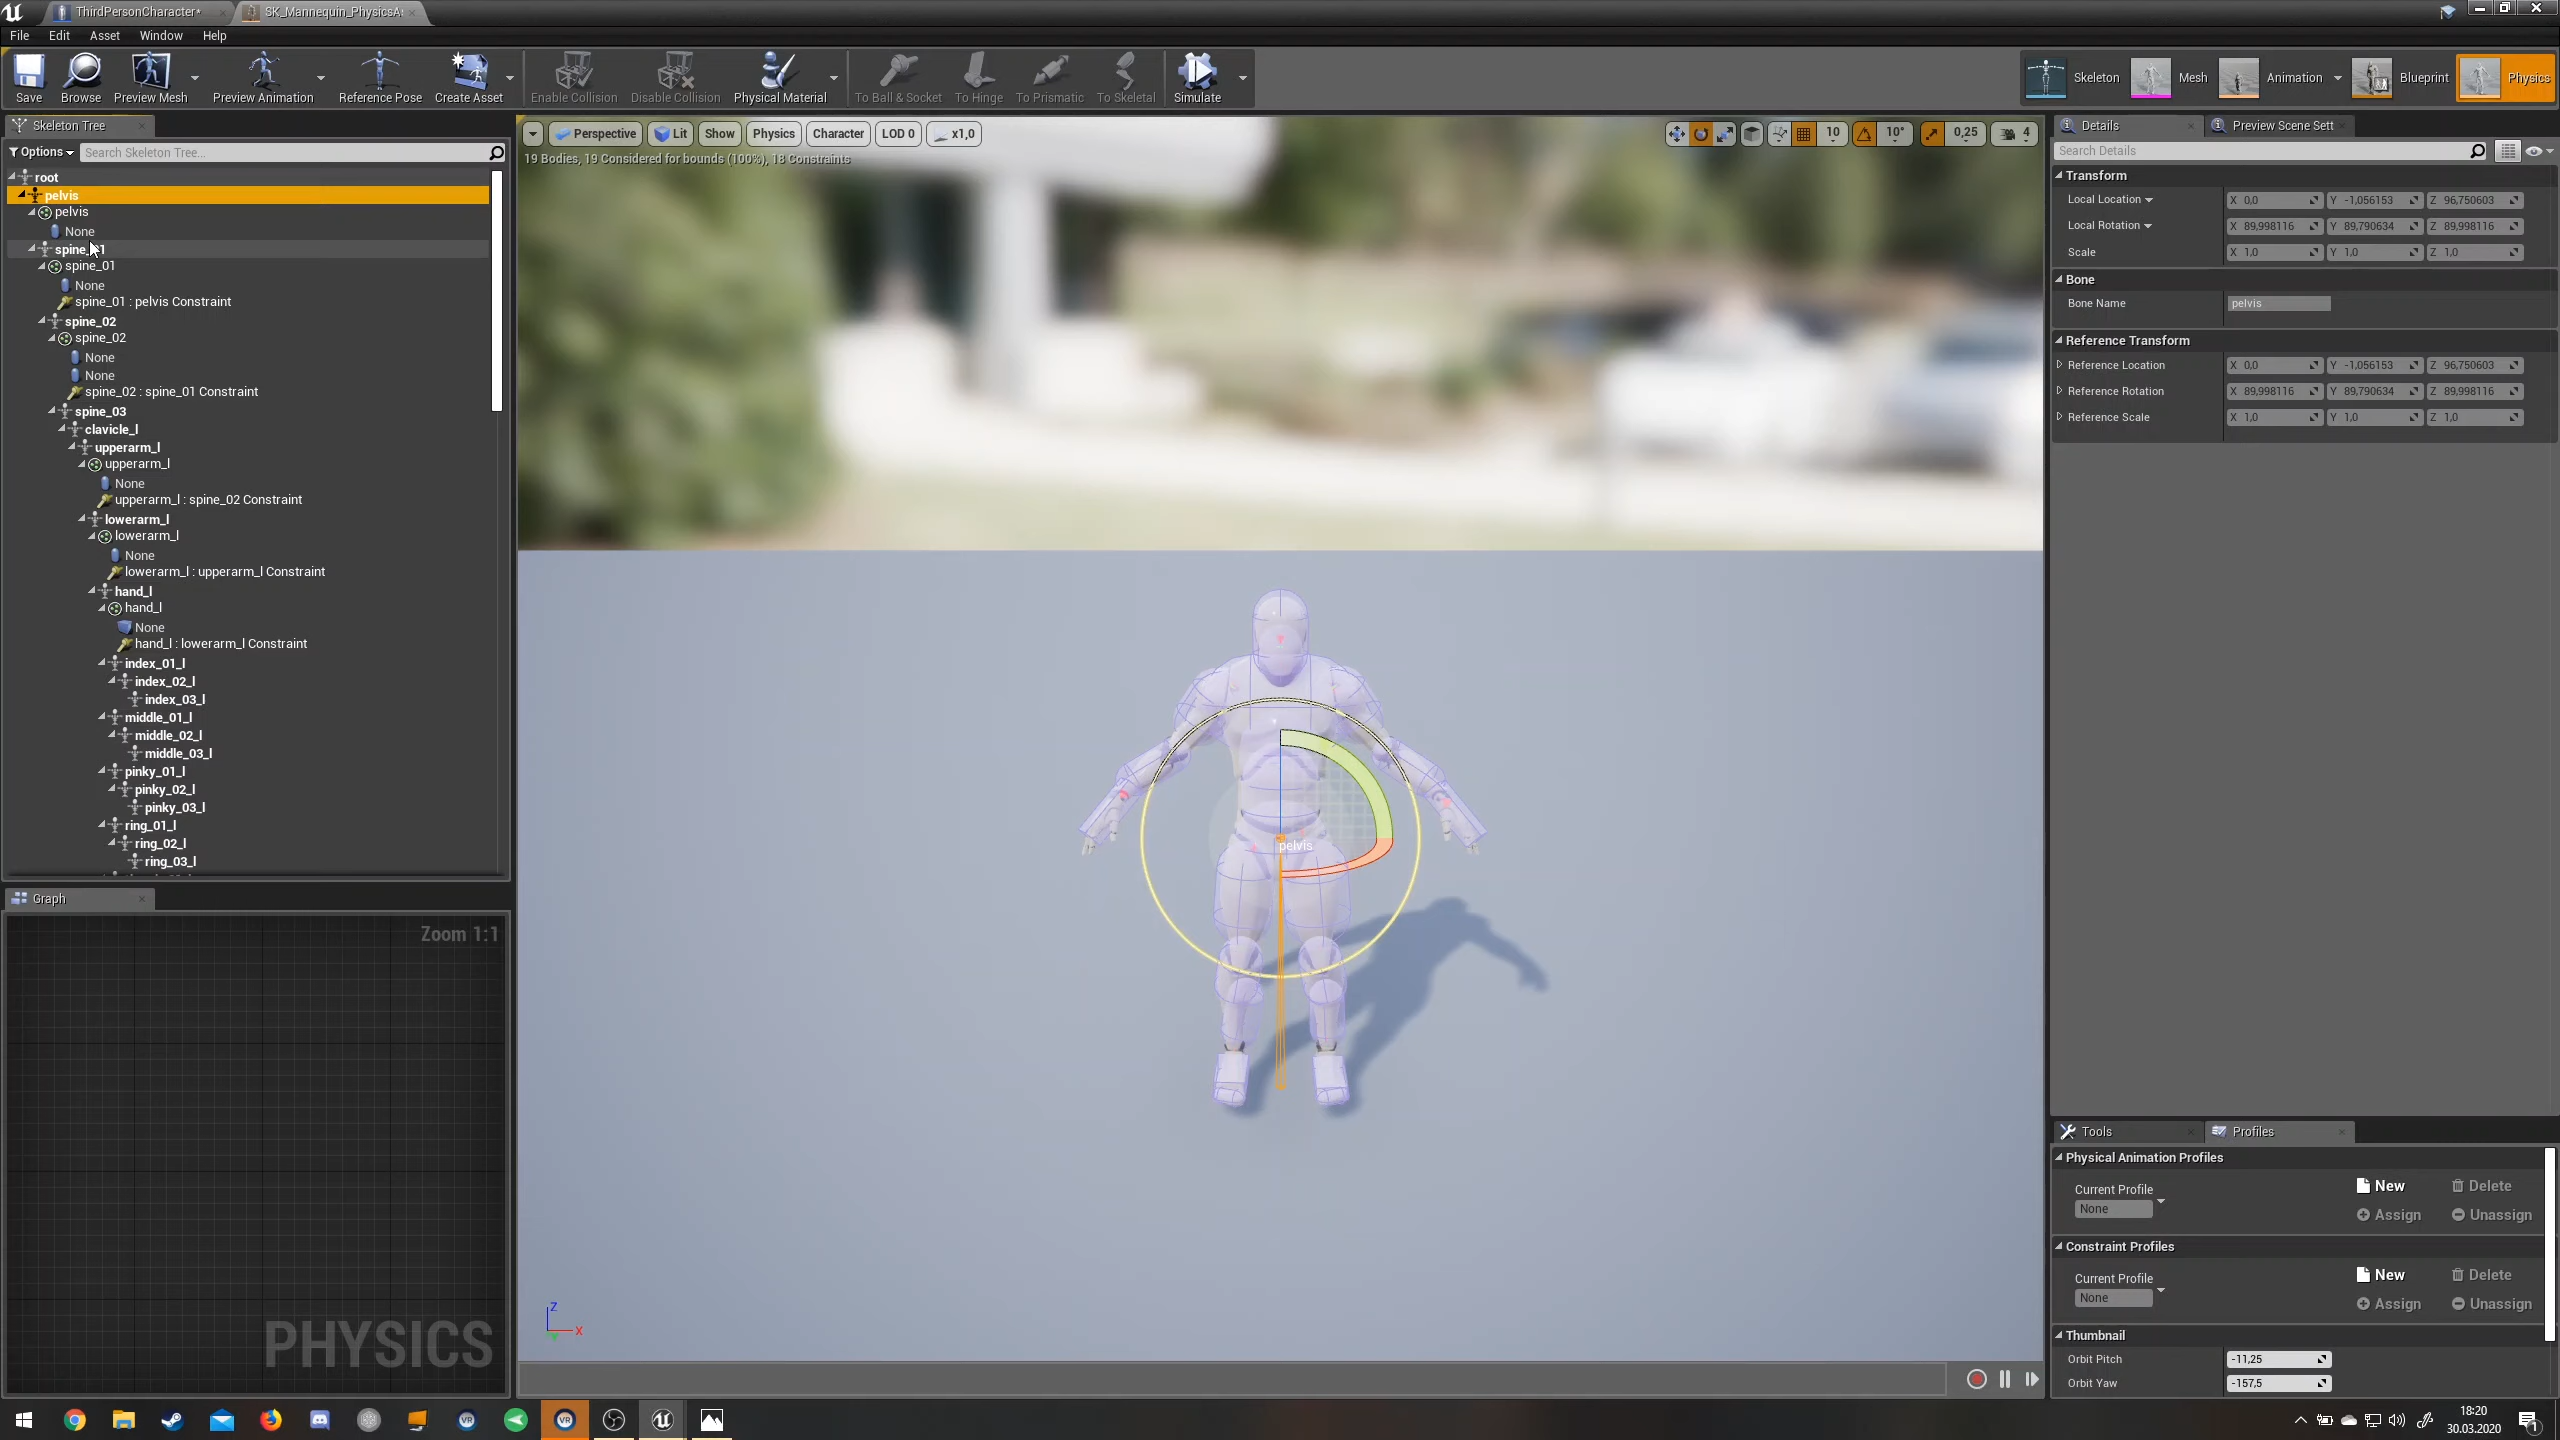 ThirdPersonCharacter*
SK_Mannequin_PhysicsA
File Edit Asset Window Help
Save Browse Preview Mesh Preview Animation Reference Pose Create Asset Enable Collision Disable Collision Physical Material To Ball & Socket To Hinge To Prismatic To Skeletal Simulate
Skeleton Mesh Animation Blueprint Physics
Skeleton Tree
Options Search Skeleton Tree...
root
pelvis
pelvis
None
spine_01
spine_01
None
spine_01 : pelvis Constraint
spine_02
spine_02
None
None
spine_02 : spine_01 Constraint
spine_03
clavicle_l
upperarm_l
upperarm_l
None
upperarm_l : spine_02 Constraint
lowerarm_l
lowerarm_l
None
lowerarm_l : upperarm_l Constraint
hand_l
hand_l
None
hand_l : lowerarm_l Constraint
index_01_l
index_02_l
index_03_l
middle_01_l
middle_02_l
middle_03_l
pinky_01_l
pinky_02_l
pinky_03_l
ring_01_l
ring_02_l
ring_03_l
Graph
Zoom 1:1
PHYSICS
Perspective Lit Show Physics Character LOD 0 x1,0
10 10° 0,25 4
19 Bodies, 19 Considered for bounds (100%), 18 Constraints
pelvis
Z
X
Details Preview Scene Sett
Search Details
Transform
Local Location X 0,0 Y -1,056153 Z 96,750603
Local Rotation X 89,998116 Y 89,790634 Z 89,998116
Scale X 1,0 Y 1,0 Z 1,0
Bone
Bone Name pelvis
Reference Transform
Reference Location X 0,0 Y -1,056153 Z 96,750603
Reference Rotation X 89,998116 Y 89,790634 Z 89,998116
Reference Scale X 1,0 Y 1,0 Z 1,0
Tools Profiles
Physical Animation Profiles
Current Profile New Delete
None Assign Unassign
Constraint Profiles
Current Profile New Delete
None Assign Unassign
Thumbnail
Orbit Pitch -11,25
Orbit Yaw -157,5
VR
VR
18:20
30.03.2020
1